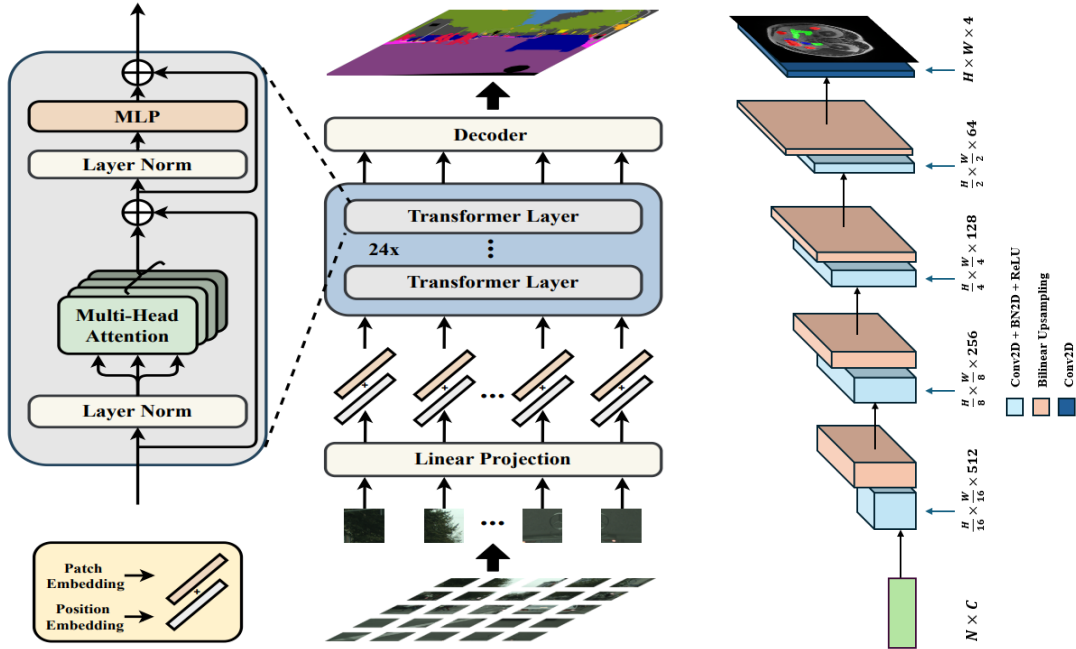 MLP
Layer Norm
Multi-Head
Attention
Layer Norm
Patch
Embedding
Position
Embedding
Decoder
Transformer Layer
24x
Transformer Layer
Linear Projection
H × W × 4
H/2 × W/2 × 64
H/4 × W/4 × 128
H/8 × W/8 × 256
H/16 × W/16 × 512
N × C
Conv2D + BN2D + ReLU
Bilinear Upsampling
Conv2D